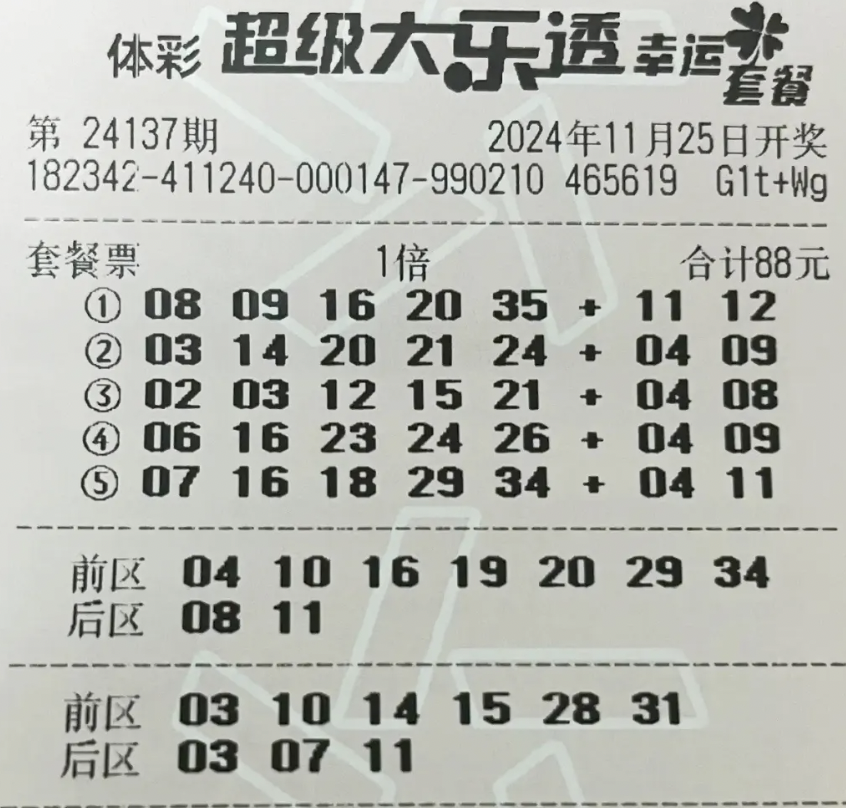 体彩 超级大乐透 幸运套餐
第 24137期 2024年11月25日开奖
182342-411240-000147-990210 465619 G1t+Wg
套餐票 1倍 合计88元
① 08 09 16 20 35 + 11 12
② 03 14 20 21 24 + 04 09
③ 02 03 12 15 21 + 04 08
④ 06 16 23 24 26 + 04 09
⑤ 07 16 18 29 34 + 04 11
前区 04 10 16 19 20 29 34
后区 08 11
前区 03 10 14 15 28 31
后区 03 07 11